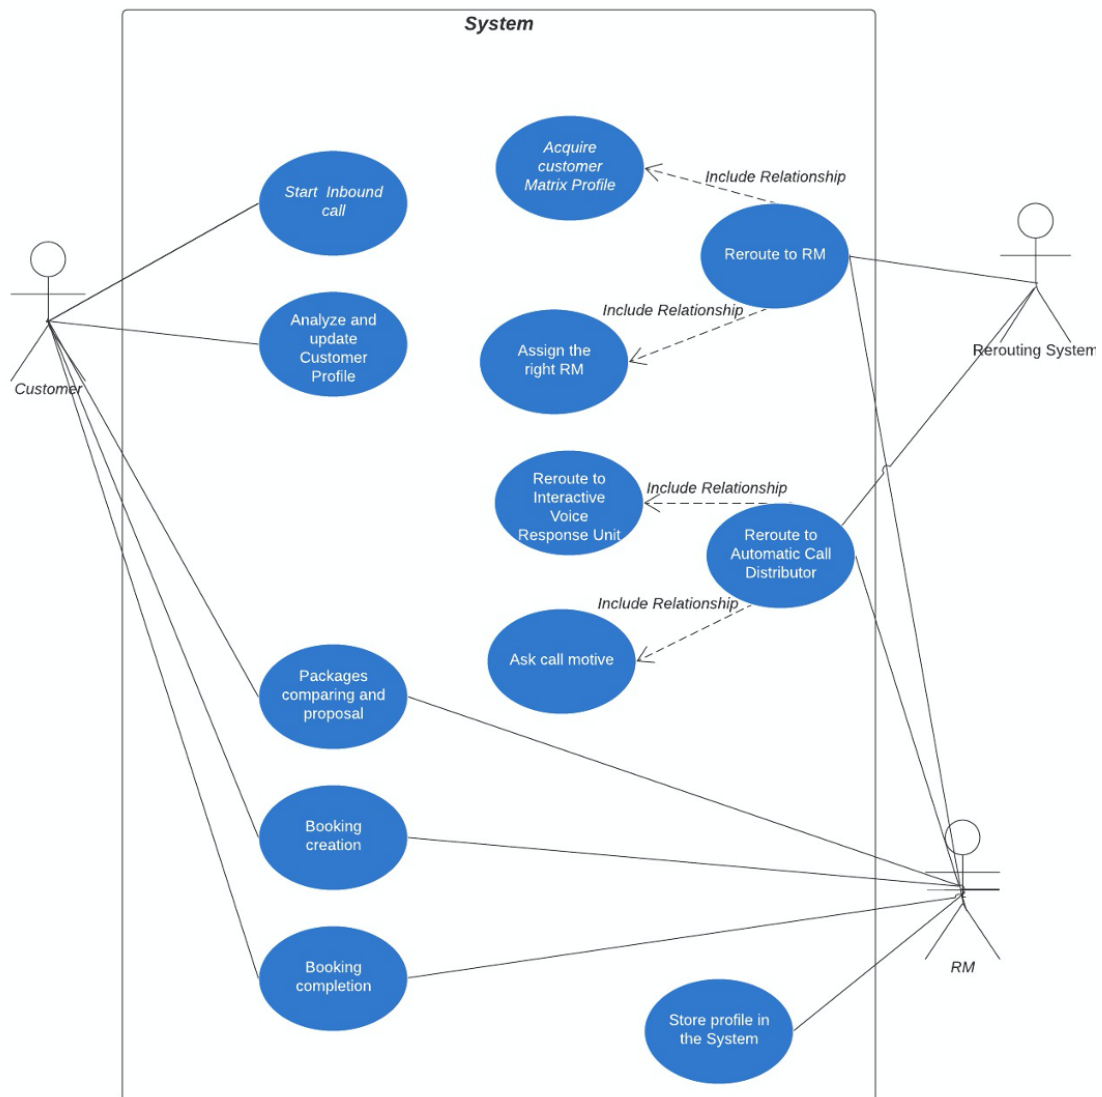 System
Acquire
customer
Matrix Profile
Include Relationship
Start Inbound
call
Reroute to RM
Include Relationship
Analyze and
update
Customer
Profile
Assign the
right RM
Rerouting System
Customer
Reroute to
Interactive
Voice
Response Unit
Include Relationship
Reroute to
Automatic Call
Distributor
Include Relationship
Ask call motive
Packages
comparing and
proposal
Booking
creation
Booking
completion
RM
Store profile in
the System